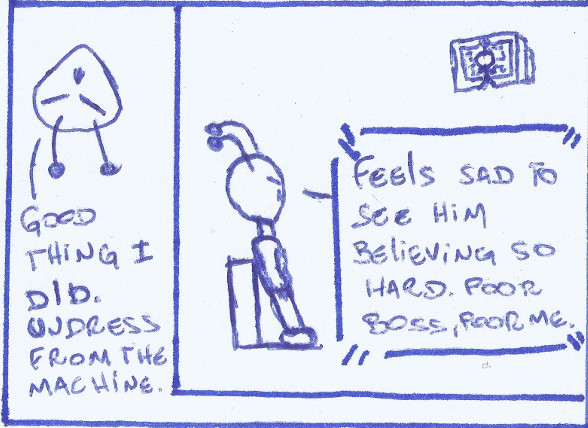 GOOD
THING I
DID.
UNDRESS
FROM THE
MACHINE.
FEELS SAD TO
SEE HIM
BELIEVING SO
HARD. POOR
BOSS, POOR ME.